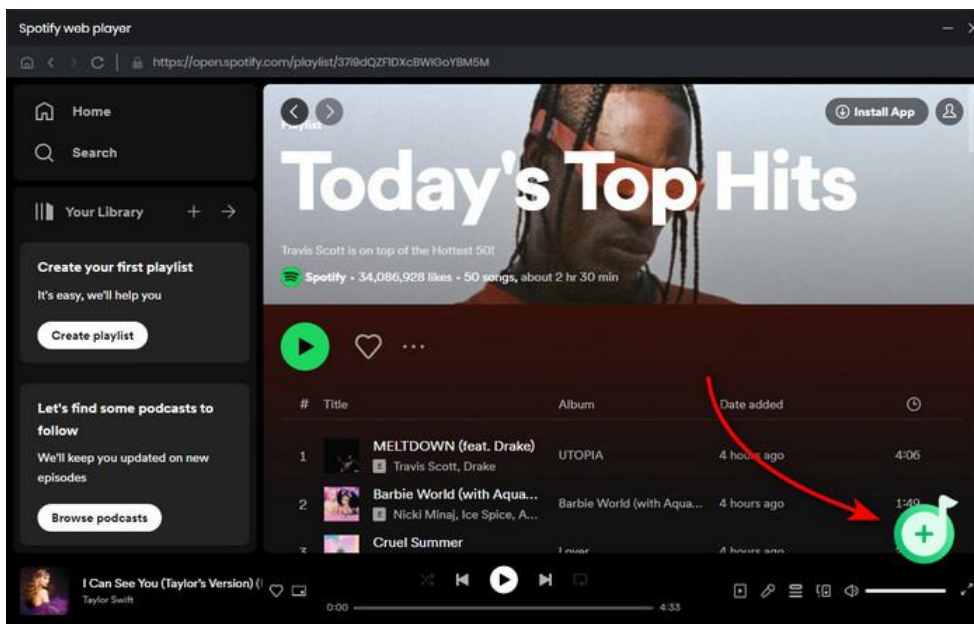 Spotify web player
https://open.spotify.com/playlist/37i9dQZF1DXcBWIGoYBM5M
Home
Search
Your Library
Create your first playlist
It's easy, we'll help you
Create playlist
Let's find some podcasts to
follow
We'll keep you updated on new
episodes
Browse podcasts
Install App
Playlist
Today's Top Hits
Travis Scott is on top of the Hottest 50!
Spotify • 34,086,928 likes • 50 songs, about 2 hr 30 min
# Title Album Date added
1 MELTDOWN (feat. Drake) UTOPIA 4 hours ago 4:06
E Travis Scott, Drake
2 Barbie World (with Aqua... Barbie World (with Aqua... 4 hours ago 1:49
E Nicki Minaj, Ice Spice, A...
3 Cruel Summer Lover 4 hours ago
I Can See You (Taylor's Version) (
Taylor Swift
0:00 4:33